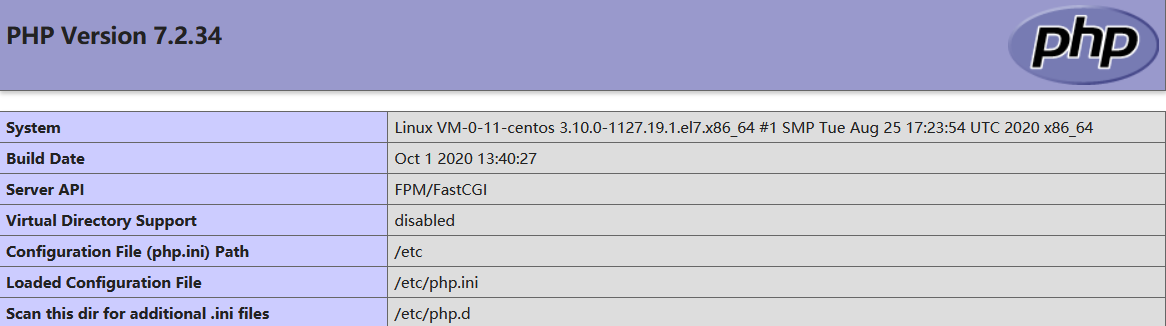 PHP Version 7.2.34
php
System Linux VM-0-11-centos 3.10.0-1127.19.1.el7.x86_64 #1 SMP Tue Aug 25 17:23:54 UTC 2020 x86_64
Build Date Oct 1 2020 13:40:27
Server API FPM/FastCGI
Virtual Directory Support disabled
Configuration File (php.ini) Path /etc
Loaded Configuration File /etc/php.ini
Scan this dir for additional .ini files /etc/php.d